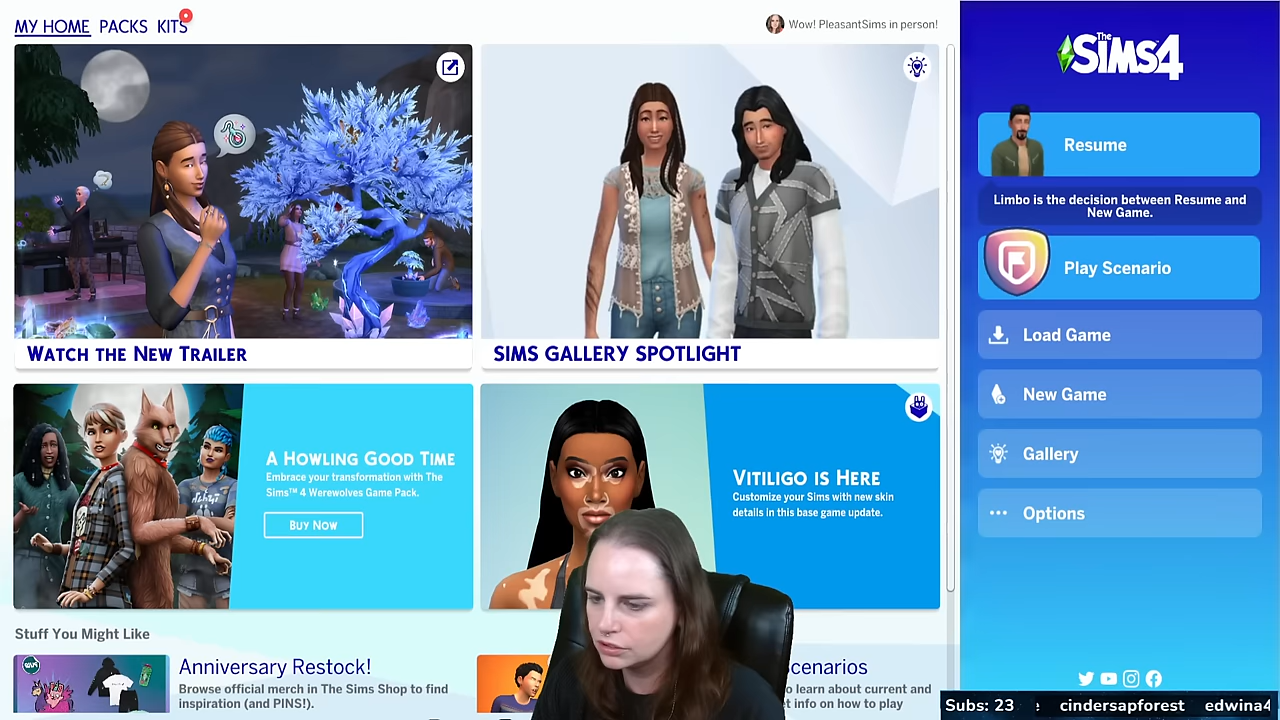 MY HOME PACKS KITS
Wow! PleasantSims in person!
WATCH THE NEW TRAILER
SIMS GALLERY SPOTLIGHT
A HOWLING GOOD TIME
Embrace your transformation with The
Sims™ 4 Werewolves Game Pack.
BUY NOW
VITILIGO IS HERE
Customize your Sims with new skin
details in this base game update.
Stuff You Might Like
Anniversary Restock!
Browse official merch in The Sims Shop to find
inspiration (and PINS!).
scenarios
to learn about current and
info on how to play
The SIMS 4
Resume
Limbo is the decision between Resume and
New Game.
Play Scenario
Load Game
New Game
Gallery
Options
Subs: 23 cindersapforest edwina4